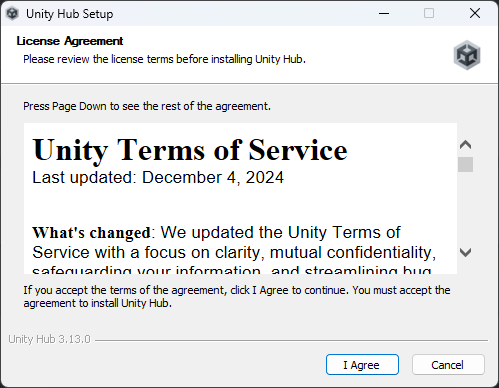 Unity Hub Setup
License Agreement
Please review the license terms before installing Unity Hub.
Press Page Down to see the rest of the agreement.
Unity Terms of Service
Last updated: December 4, 2024
What's changed: We updated the Unity Terms of
Service with a focus on clarity, mutual confidentiality,
safeguarding your information, and streamlining bug
If you accept the terms of the agreement, click I Agree to continue. You must accept the
agreement to install Unity Hub.
Unity Hub 3.13.0
I Agree
Cancel